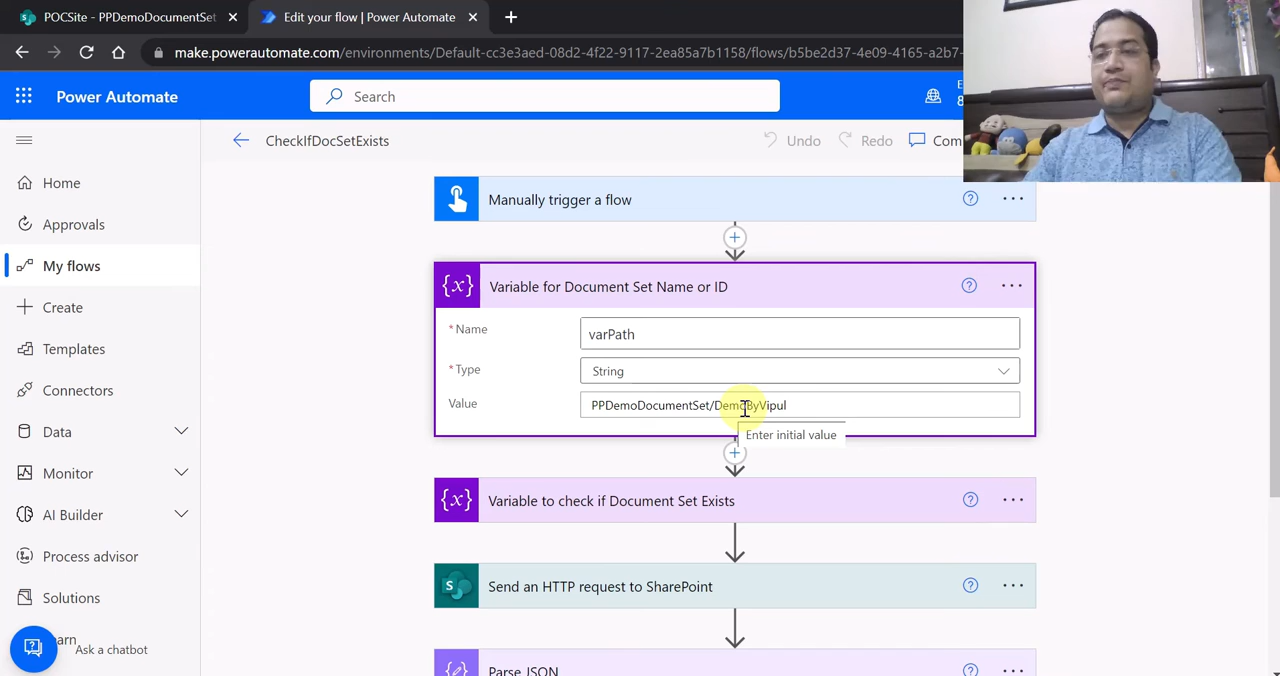 POCSite - PPDemoDocumentSet
Edit your flow | Power Automate
make.powerautomate.com/environments/Default-cc3e3aed-08d2-4f22-9117-2ea85a7b1158/flows/b5be2d37-4e09-4165-a2b7-
Power Automate
Search
CheckIfDocSetExists
Undo
Redo
Home
Approvals
My flows
Create
Templates
Connectors
Data
Monitor
AI Builder
Process advisor
Solutions
Ask a chatbot
Manually trigger a flow
{x} Variable for Document Set Name or ID
* Name
varPath
* Type
String
Value
PPDemoDocumentSet/DemoByVipul
Enter initial value
{x} Variable to check if Document Set Exists
S Send an HTTP request to SharePoint
Parse JSON